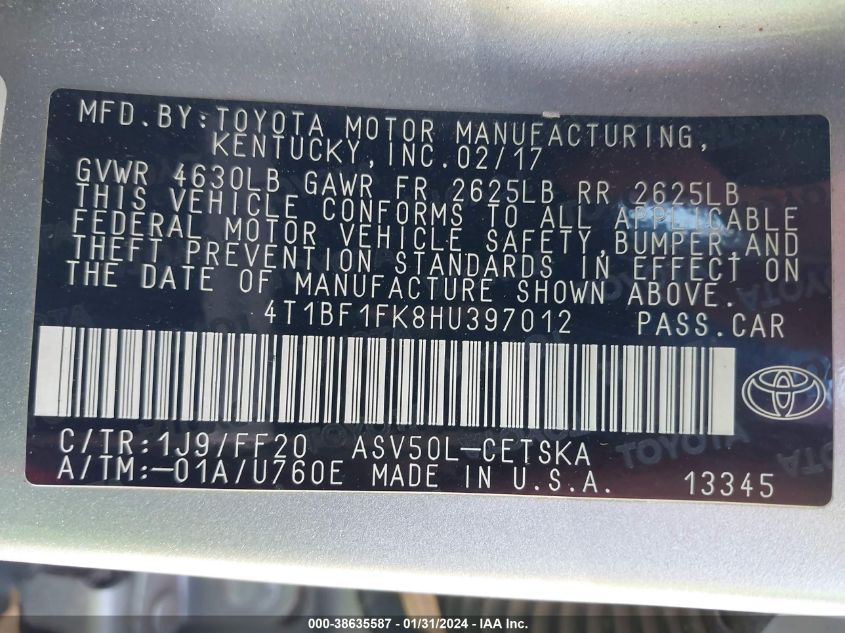 MFD.BY:TOYOTA MOTOR MANUFACTURING,
KENTUCKY, INC.02/17
GVWR 4630LB GAWR FR 2625LB RR 2625LB
THIS VEHICLE CONFORMS TO ALL APPLICABLE
FEDERAL MOTOR VEHICLE SAFETY,BUMPER,AND
THEFT PREVENTION STANDARDS IN EFFECT ON
THE DATE OF MANUFACTURE SHOWN ABOVE.
4T1BF1FK8HU397012 PASS.CAR
C/TR:1J9/FF20 ASV50L-CETSKA
A/TM:-01A/U760E MADE IN U.S.A. 13345
000-38635587 - 01/31/2024 - IAA Inc.